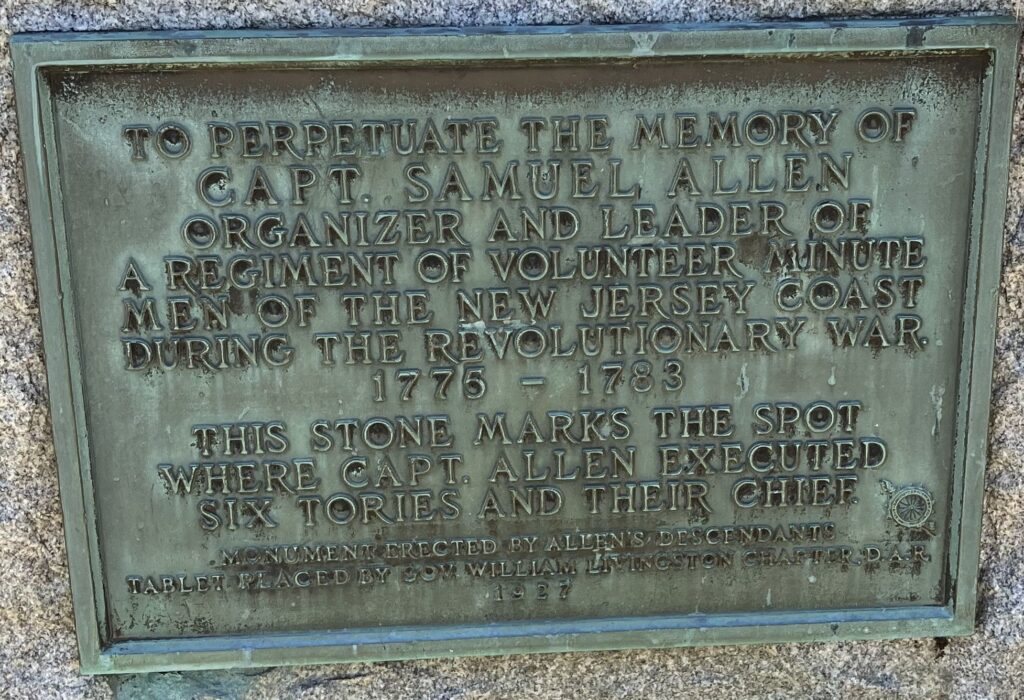 TO PERPETUATE THE MEMORY OF
CAPT. SAMUEL ALLEN
ORGANIZER AND LEADER OF
A REGIMENT OF VOLUNTEER MINUTE
MEN OF THE NEW JERSEY COAST
DURING THE REVOLUTIONARY WAR.
1775 – 1783
THIS STONE MARKS THE SPOT
WHERE CAPT. ALLEN EXECUTED
SIX TORIES AND THEIR CHIEF.
MONUMENT ERECTED BY ALLEN'S DESCENDANTS
TABLET PLACED BY GOV. WILLIAM LIVINGSTON CHAPTER, D.A.R.
1927